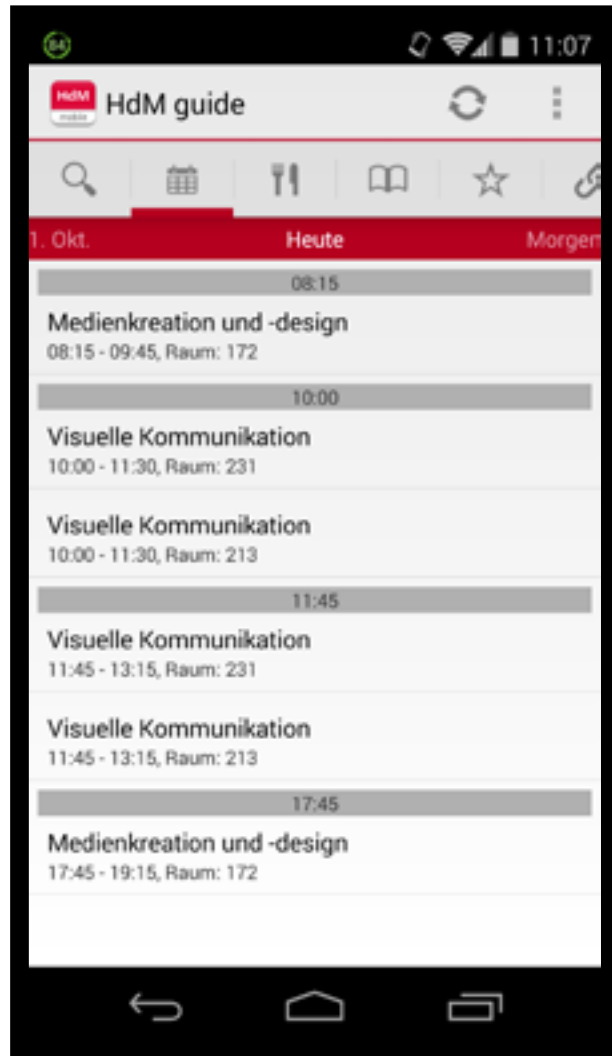 84
11:07
HdM
mobile
HdM guide
1. Okt.
Heute
Morgen
08:15
Medienkreation und -design
08:15 - 09:45, Raum: 172
10:00
Visuelle Kommunikation
10:00 - 11:30, Raum: 231
Visuelle Kommunikation
10:00 - 11:30, Raum: 213
11:45
Visuelle Kommunikation
11:45 - 13:15, Raum: 231
Visuelle Kommunikation
11:45 - 13:15, Raum: 213
17:45
Medienkreation und -design
17:45 - 19:15, Raum: 172